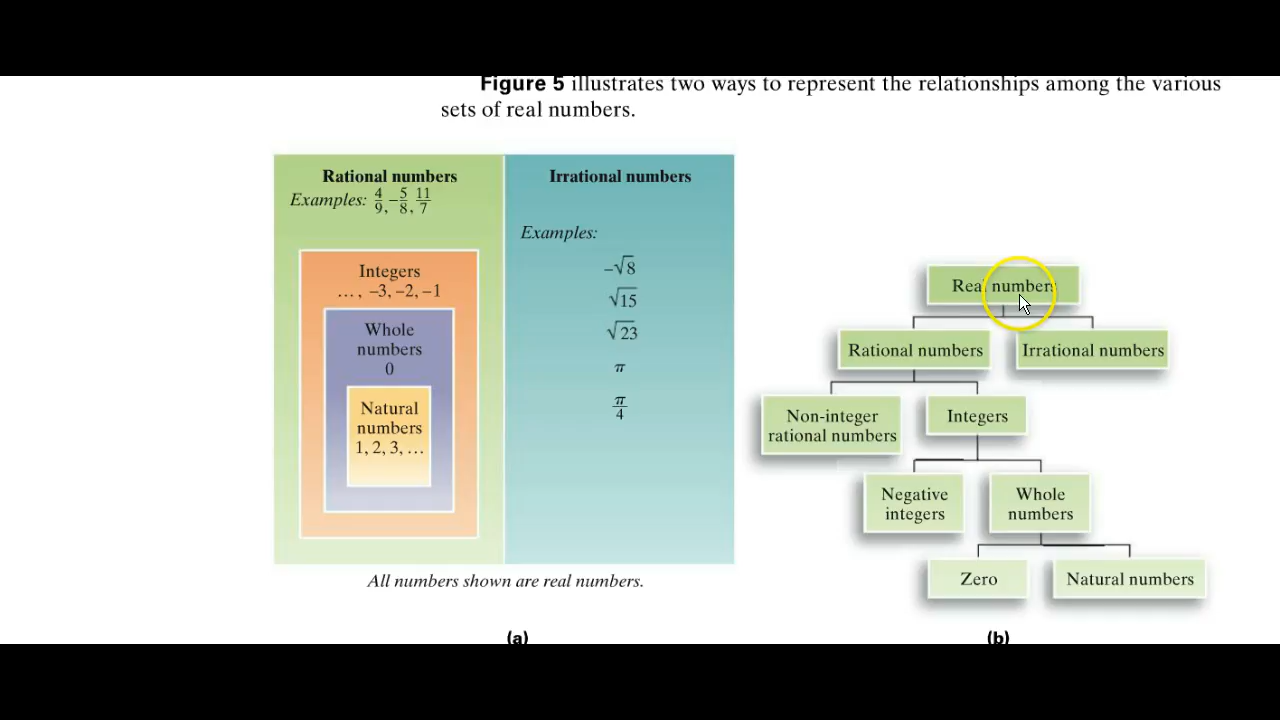 Figure 5 illustrates two ways to represent the relationships among the various
sets of real numbers.
Rational numbers
Examples: 4/9, −5/8, 11/7
Integers
…, −3, −2, −1
Whole
numbers
0
Natural
numbers
1, 2, 3, …
Irrational numbers
Examples:
−√8
√15
√23
π
π/4
All numbers shown are real numbers.
(a)
Real numbers
Rational numbers
Irrational numbers
Non-integer
rational numbers
Integers
Negative
integers
Whole
numbers
Zero
Natural numbers
(b)